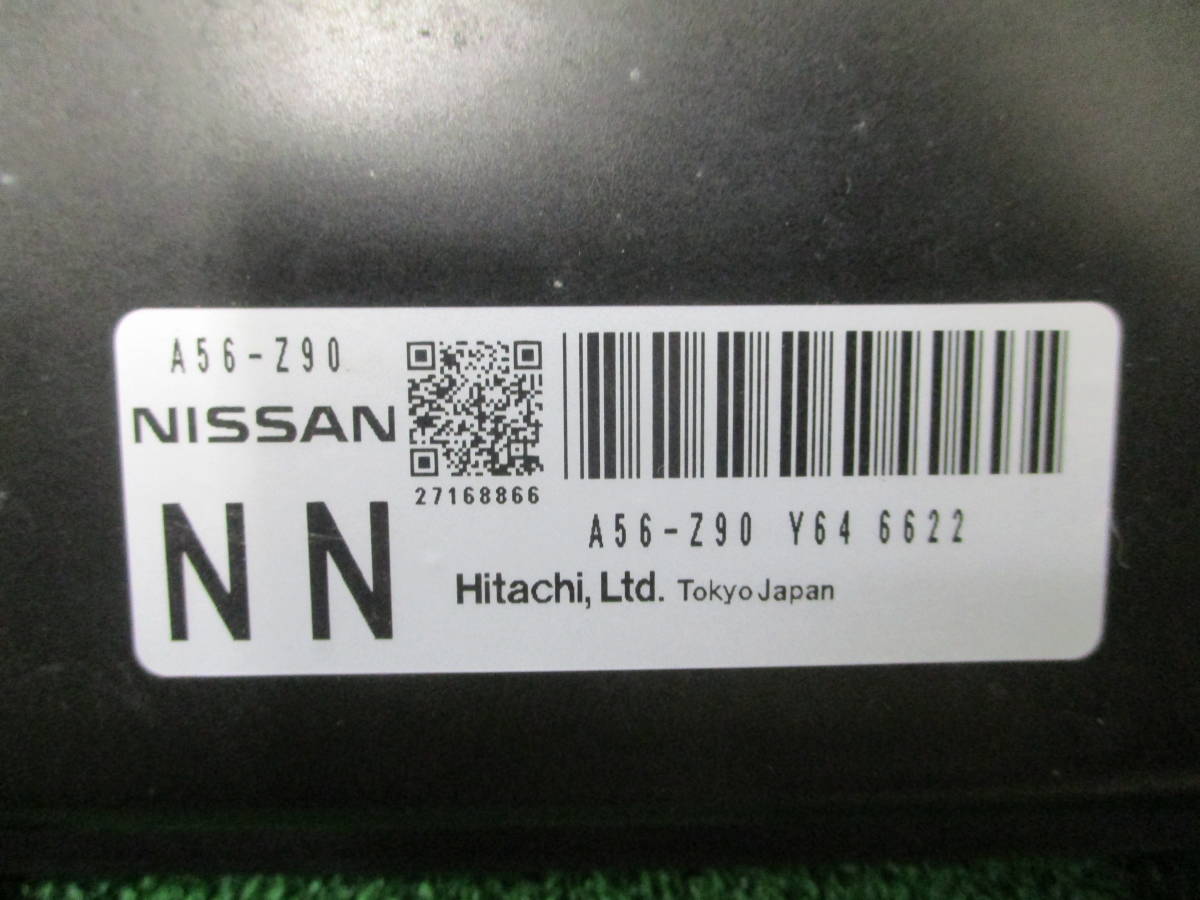 A56-Z90
NISSAN
NN
27168866
A56-Z90 Y64 6622
Hitachi, Ltd. Tokyo Japan